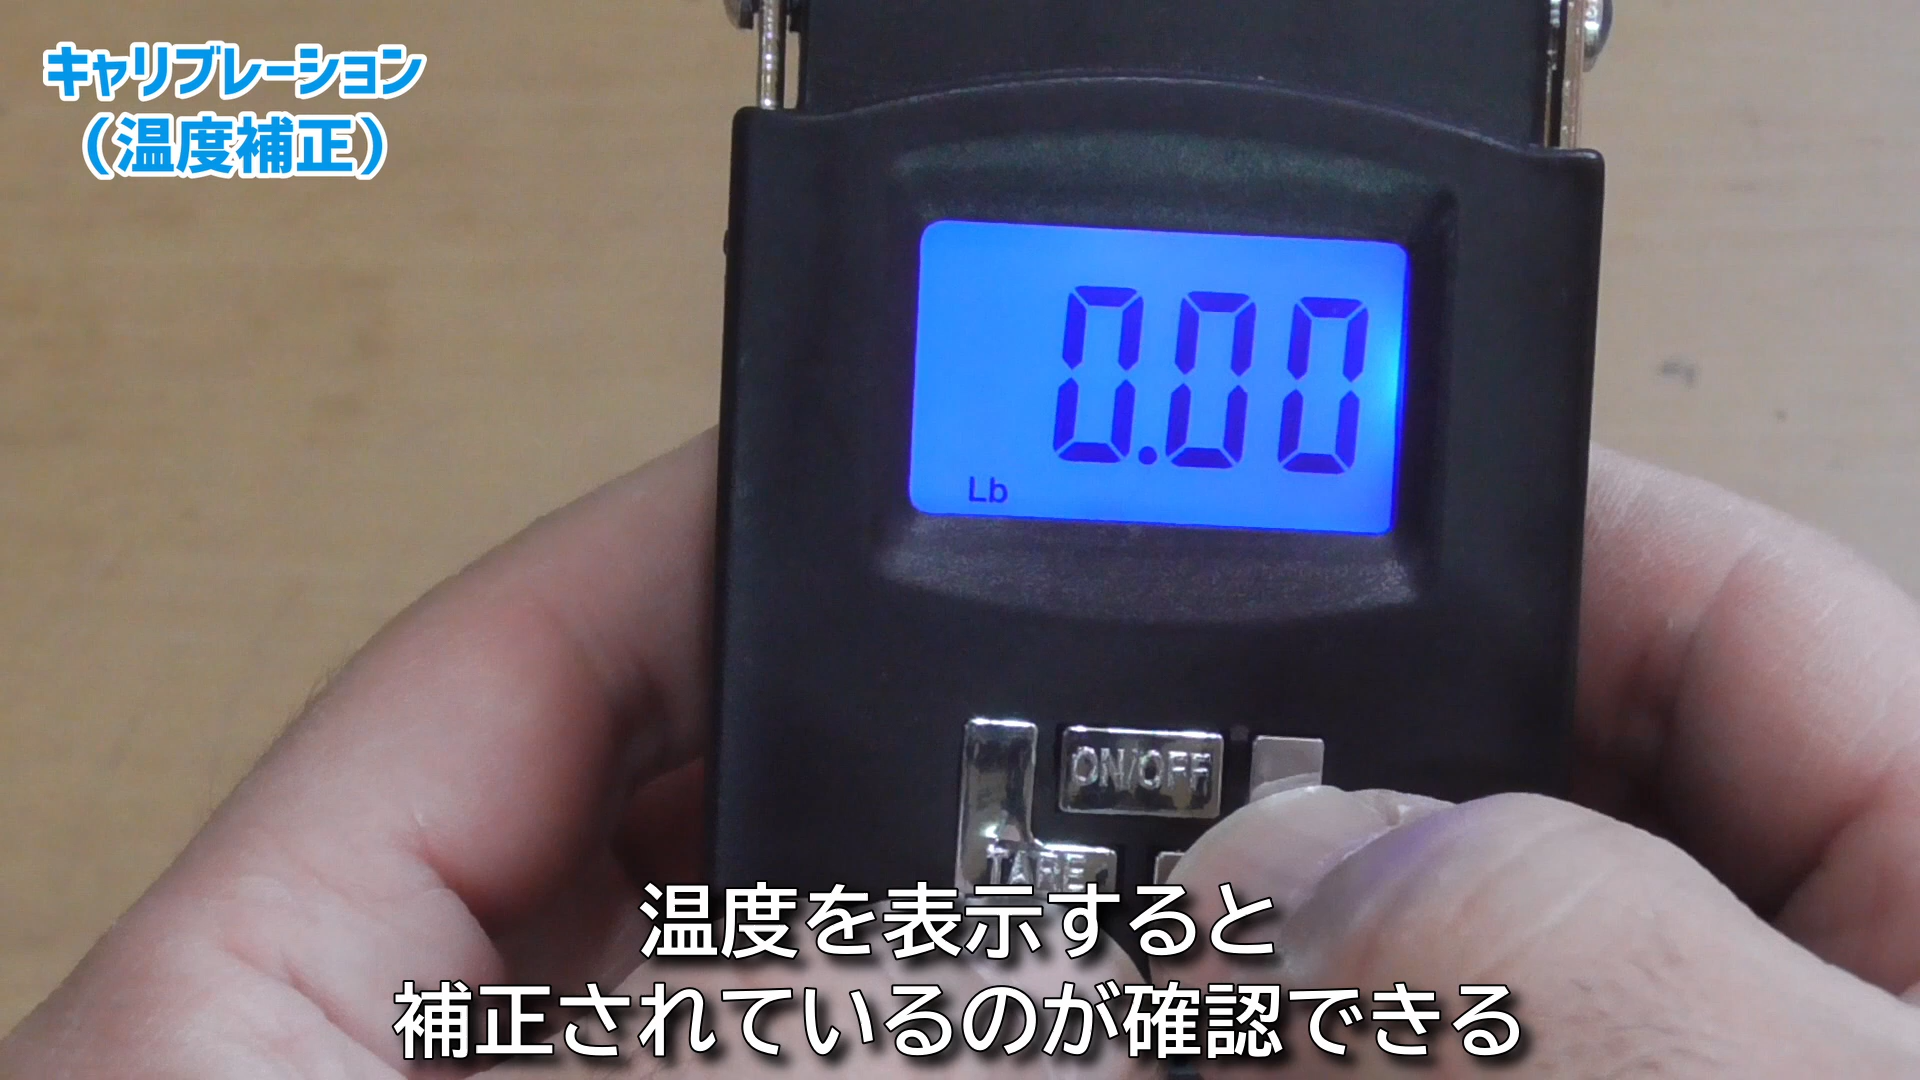 キャリブレーション
（温度補正）
0.00
Lb
ON/OFF
TARE
温度を表示すると
補正されているのが確認できる